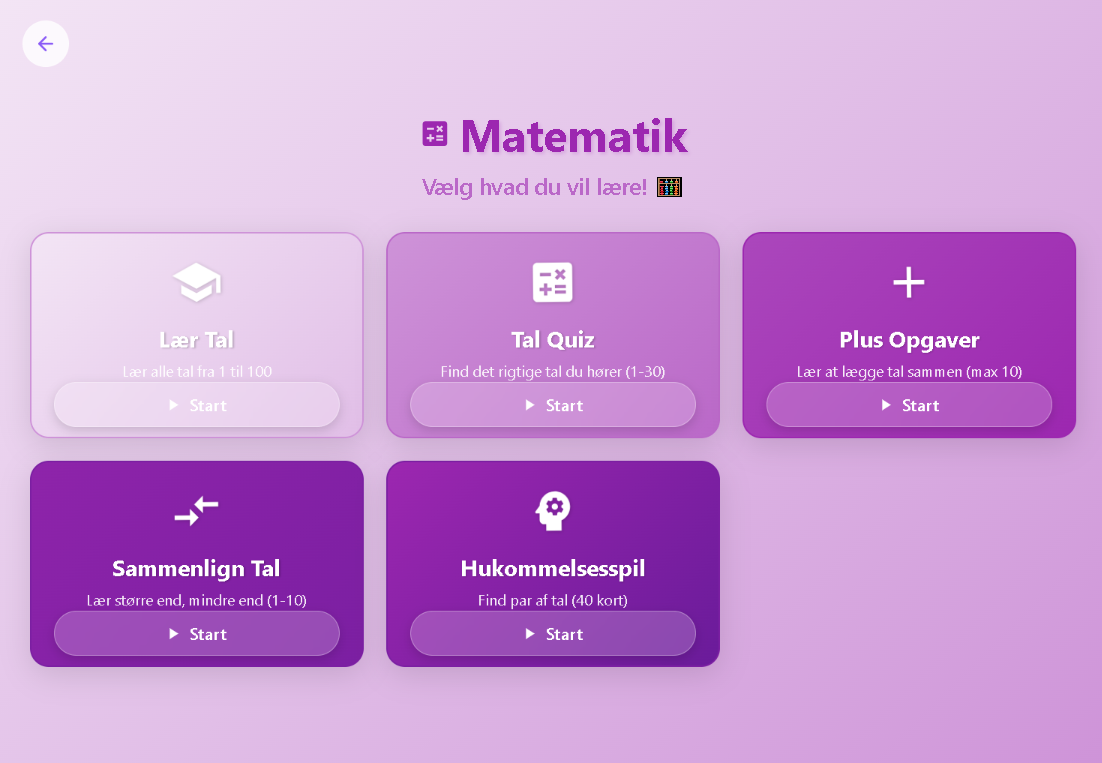 Matematik
Vælg hvad du vil lære! 🧮
Lær Tal
Lær alle tal fra 1 til 100
Start
Tal Quiz
Find det rigtige tal du hører (1-30)
Start
Plus Opgaver
Lær at lægge tal sammen (max 10)
Start
Sammenlign Tal
Lær større end, mindre end (1-10)
Start
Hukommelsesspil
Find par af tal (40 kort)
Start